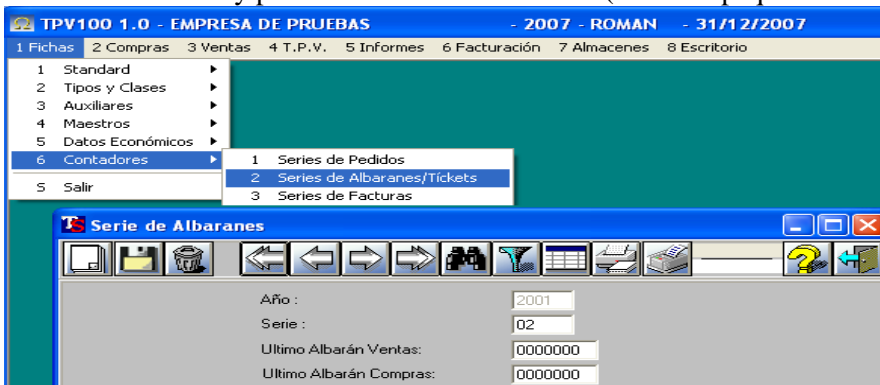 TPV100 1.0 - EMPRESA DE PRUEBAS - 2007 - ROMAN - 31/12/2007
1 Fichas 2 Compras 3 Ventas 4 T.P.V. 5 Informes 6 Facturación 7 Almacenes 8 Escritorio
1 Standard
2 Tipos y Clases
3 Auxiliares
4 Maestros
5 Datos Económicos
6 Contadores
1 Series de Pedidos
2 Series de Albaranes/Tíckets
3 Series de Facturas
S Salir
Serie de Albaranes
Año : 2001
Serie : 02
Ultimo Albarán Ventas: 0000000
Ultimo Albarán Compras: 0000000